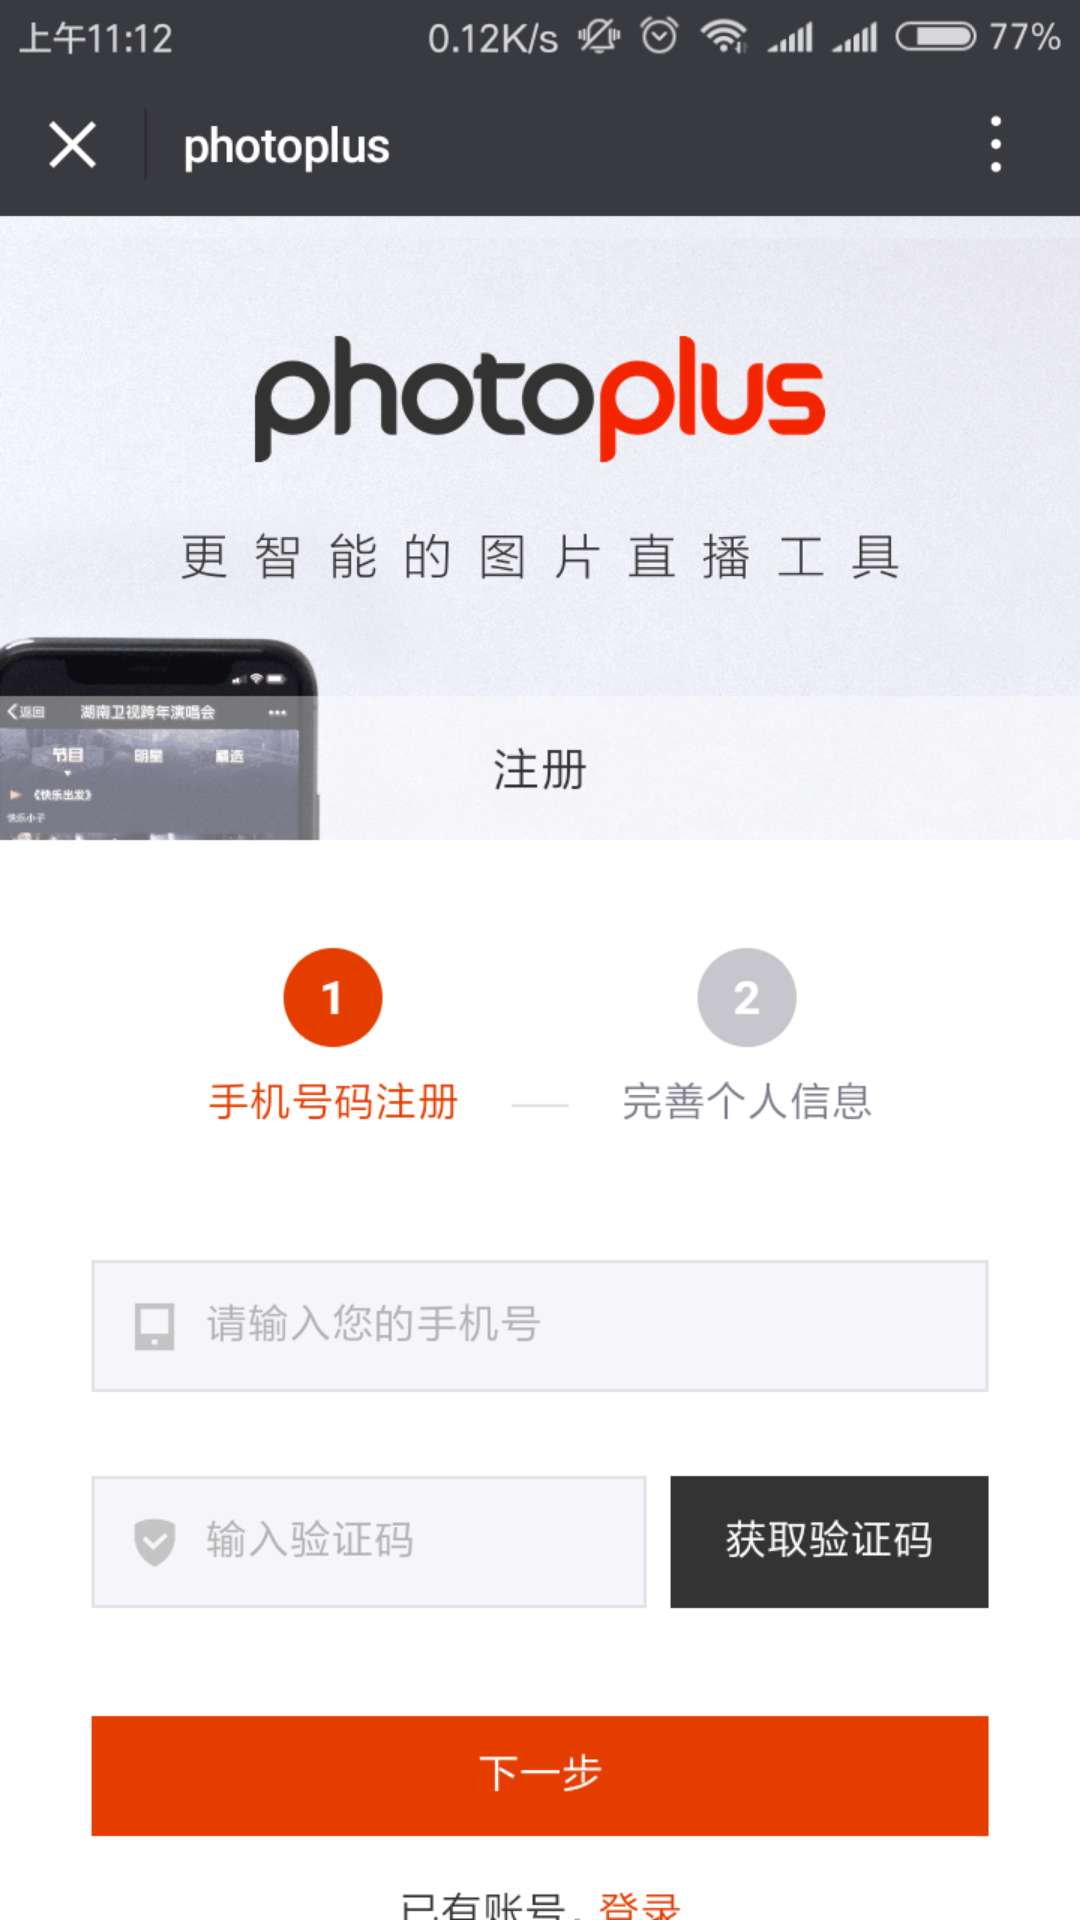 上午11:12 0.12K/s 77%
photoplus
photoplus
更智能的图片直播工具
返回 湖南卫视跨年演唱会
节目 明星 精选
《快乐出发》
快乐小子
注册
1 2
手机号码注册 完善个人信息
请输入您的手机号
输入验证码 获取验证码
下一步
已有账号，登录